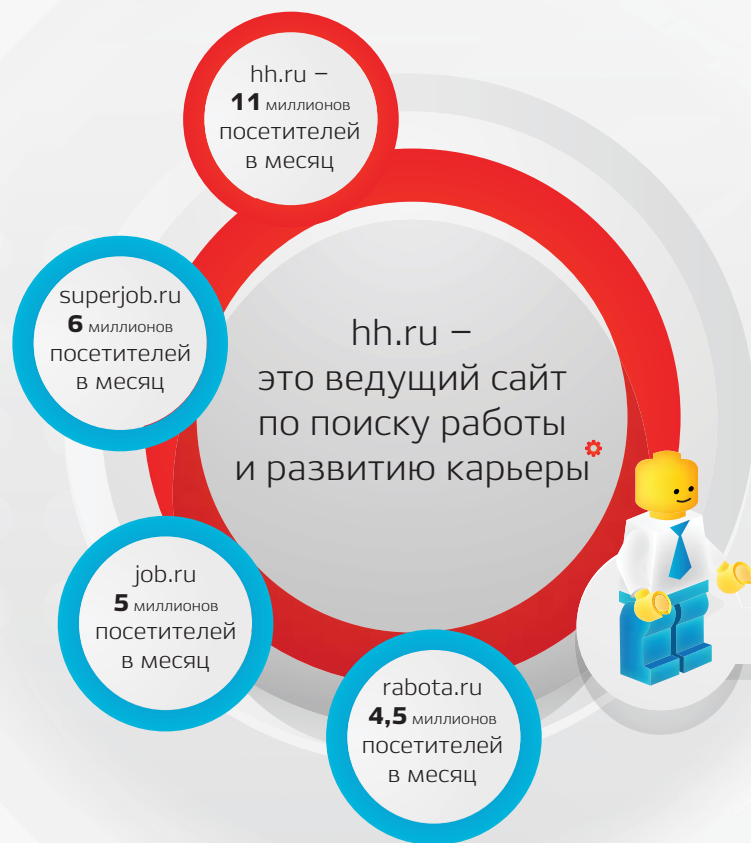 hh.ru –
11 миллионов
посетителей
в месяц
superjob.ru
6 миллионов
посетителей
в месяц
hh.ru –
это ведущий сайт
по поиску работы
и развитию карьеры
job.ru
5 миллионов
посетителей
в месяц
rabota.ru
4,5 миллионов
посетителей
в месяц